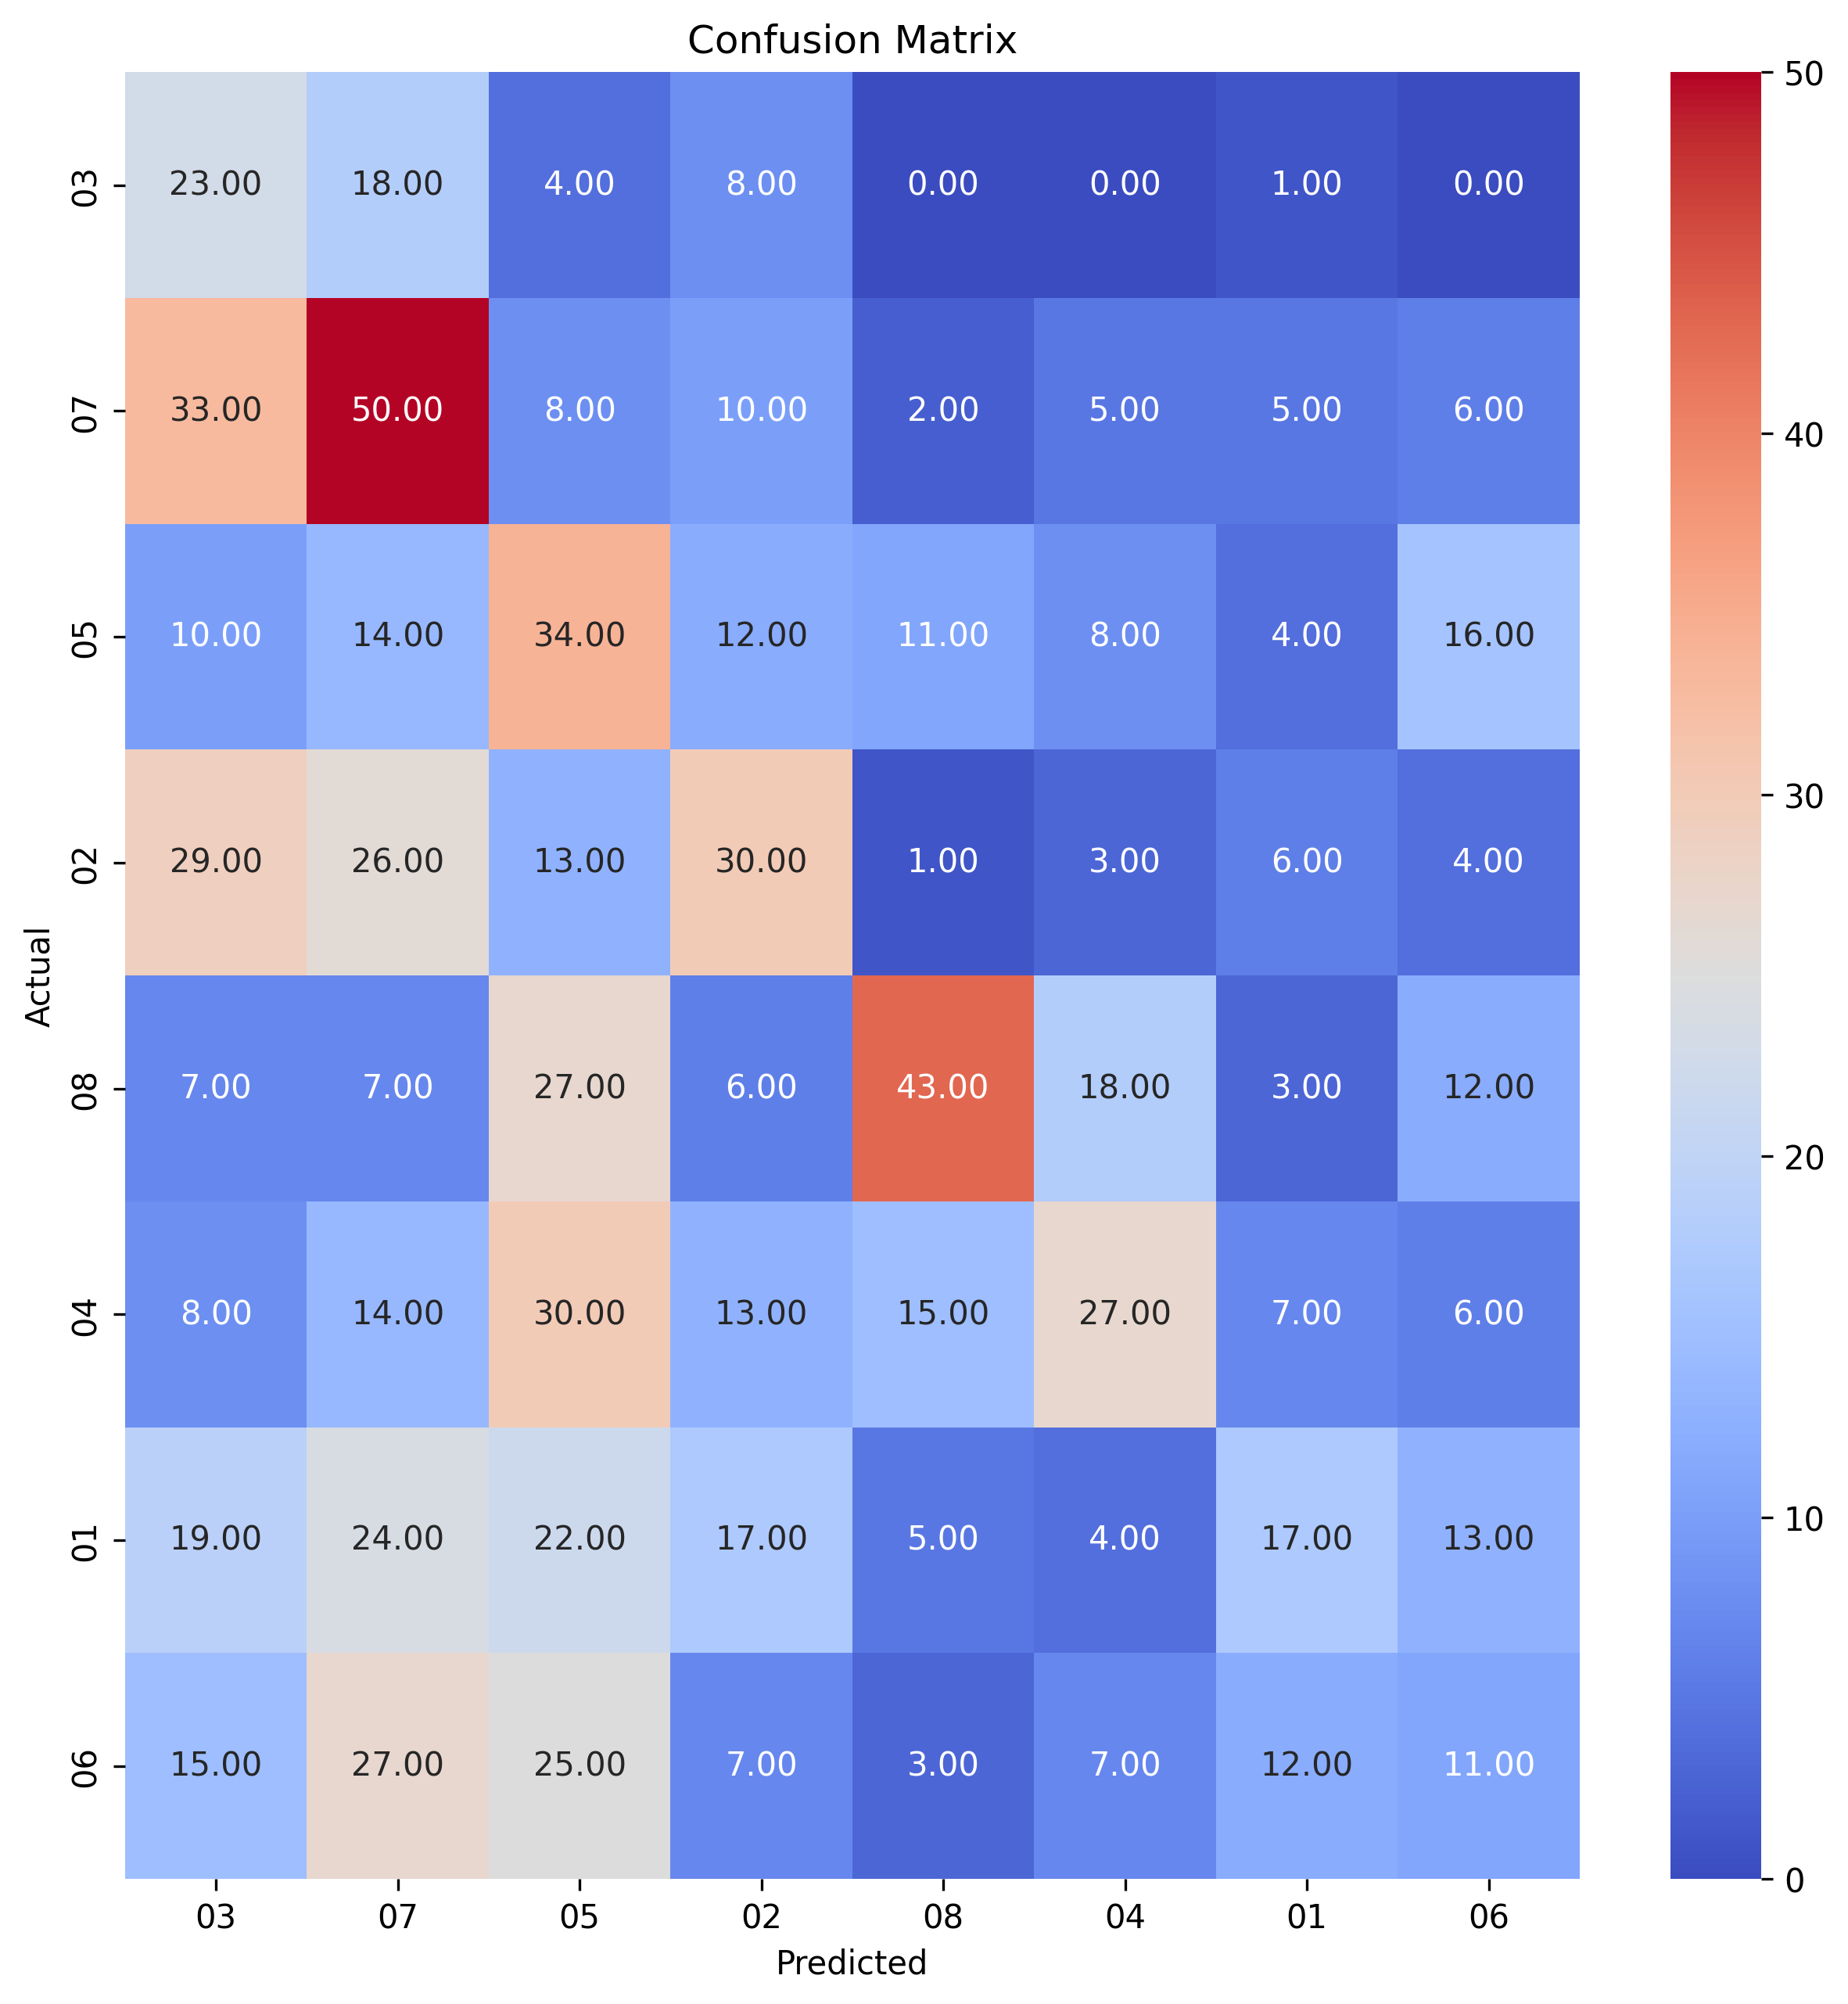 Confusion Matrix
03 23.00 18.00 4.00 8.00 0.00 0.00 1.00 0.00
07 33.00 50.00 8.00 10.00 2.00 5.00 5.00 6.00
05 10.00 14.00 34.00 12.00 11.00 8.00 4.00 16.00
02 29.00 26.00 13.00 30.00 1.00 3.00 6.00 4.00
08 7.00 7.00 27.00 6.00 43.00 18.00 3.00 12.00
04 8.00 14.00 30.00 13.00 15.00 27.00 7.00 6.00
01 19.00 24.00 22.00 17.00 5.00 4.00 17.00 13.00
06 15.00 27.00 25.00 7.00 3.00 7.00 12.00 11.00
03 07 05 02 08 04 01 06
Predicted
Actual
50
40
30
20
10
0